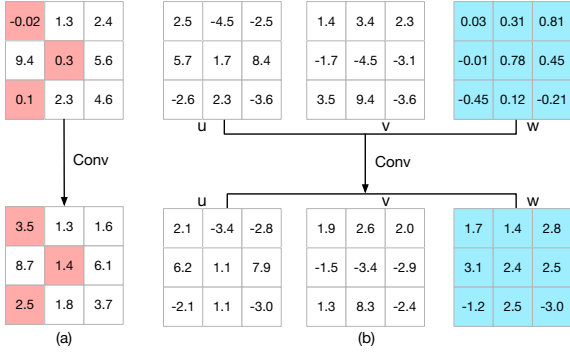 -0.02 1.3 2.4 2.5 -4.5 -2.5 1.4 3.4 2.3 0.03 0.31 0.81
9.4 0.3 5.6 5.7 1.7 8.4 -1.7 -4.5 -3.1 -0.01 0.78 0.45
0.1 2.3 4.6 -2.6 2.3 -3.6 3.5 9.4 -3.6 -0.45 0.12 -0.21
u v w
Conv Conv
u v w
3.5 1.3 1.6 2.1 -3.4 -2.8 1.9 2.6 2.0 1.7 1.4 2.8
8.7 1.4 6.1 6.2 1.1 7.9 -1.5 -3.4 -2.9 3.1 2.4 2.5
2.5 1.8 3.7 -2.1 1.1 -3.0 1.3 8.3 -2.4 -1.2 2.5 -3.0
(a) (b)